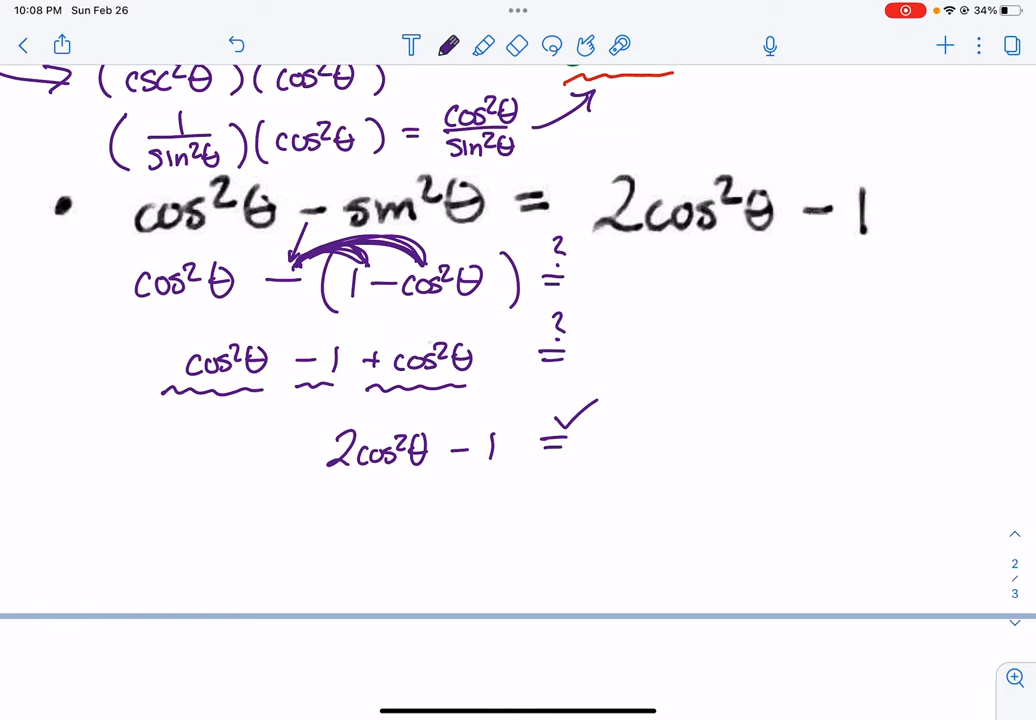 10:08 PM Sun Feb 26 34%
(csc²θ)(cos²θ)
(1/sin²θ)(cos²θ) = cos²θ/sin²θ
• cos²θ - sin²θ = 2cos²θ - 1
cos²θ - (1 - cos²θ) ?=
cos²θ - 1 + cos²θ ?=
2cos²θ - 1 = ✓
2
/
3